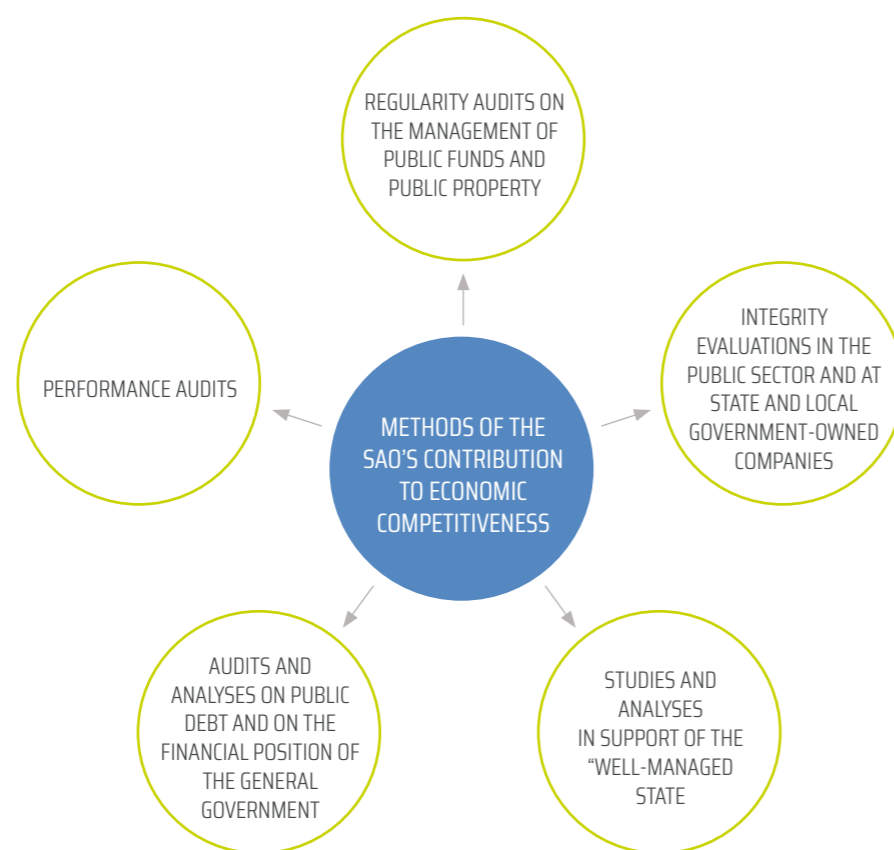 REGULARITY AUDITS ON
THE MANAGEMENT OF
PUBLIC FUNDS AND
PUBLIC PROPERTY
INTEGRITY
EVALUATIONS IN THE
PUBLIC SECTOR AND AT
STATE AND LOCAL
GOVERNMENT-OWNED
COMPANIES
PERFORMANCE AUDITS
METHODS OF THE
SAO'S CONTRIBUTION
TO ECONOMIC
COMPETITIVENESS
AUDITS AND
ANALYSES ON PUBLIC
DEBT AND ON THE
FINANCIAL POSITION OF
THE GENERAL
GOVERNMENT
STUDIES AND
ANALYSES
IN SUPPORT OF THE
“WELL-MANAGED
STATE